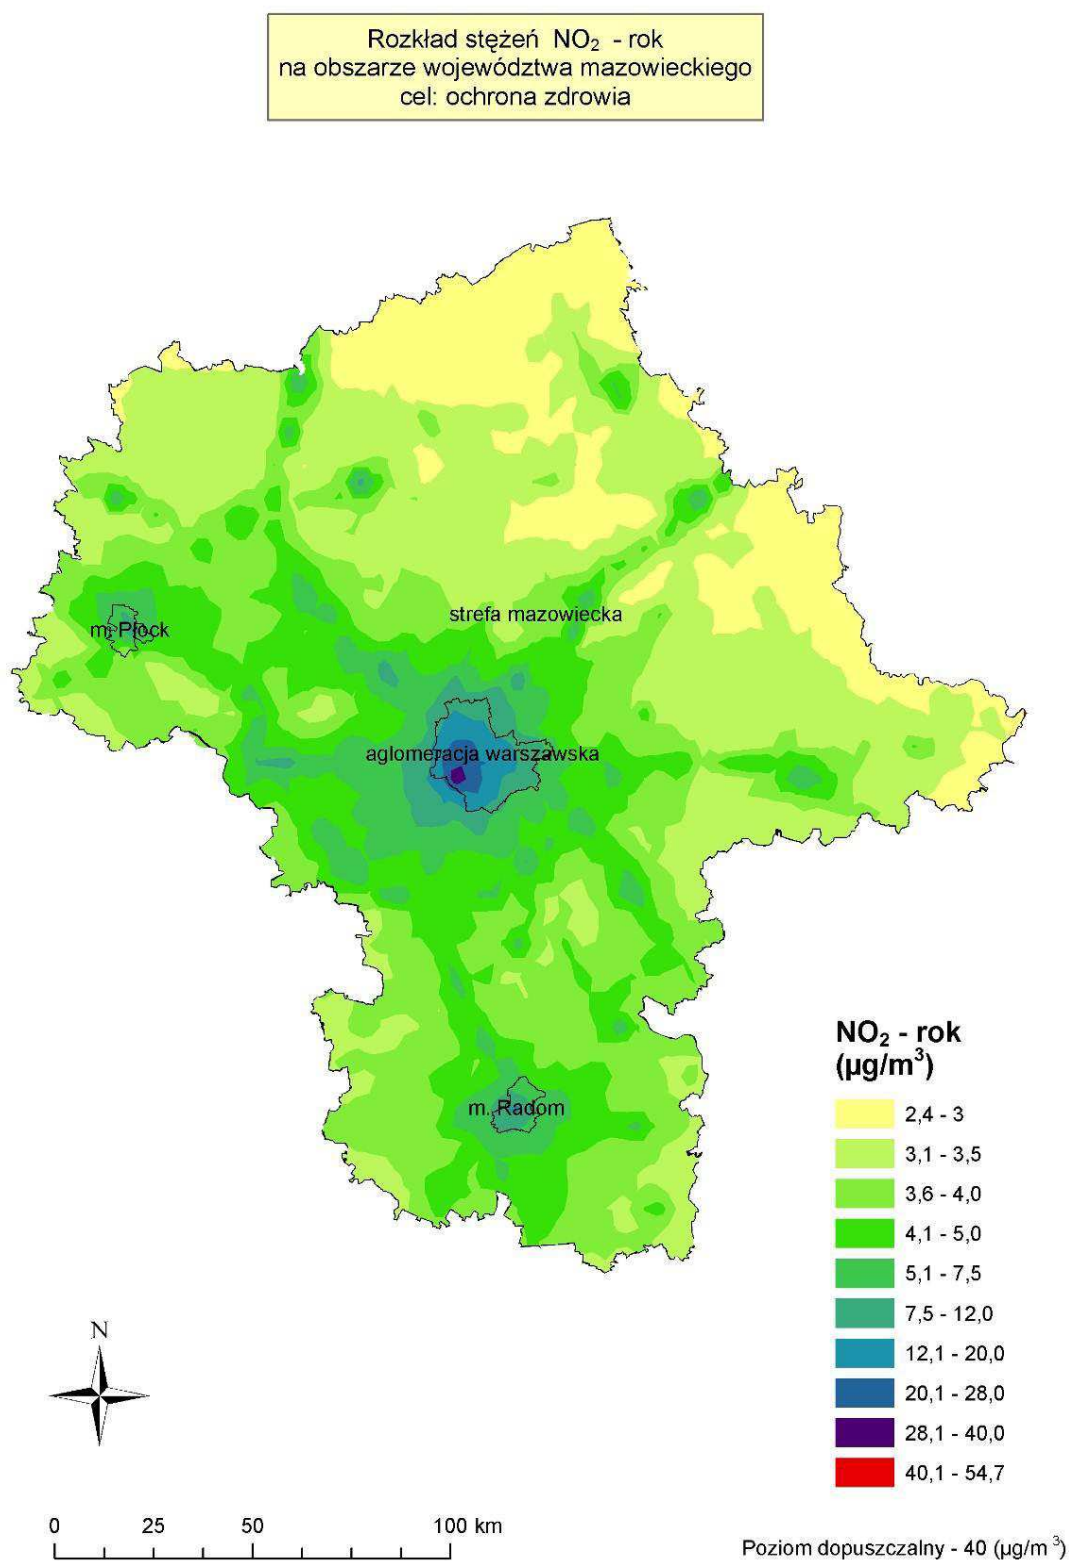 Rozkład stężeń NO₂ - rok
na obszarze województwa mazowieckiego
cel: ochrona zdrowia
strefa mazowiecka
m. Płock
aglomeracja warszawska
m. Radom
NO₂ - rok
(µg/m³)
2,4 - 3
3,1 - 3,5
3,6 - 4,0
4,1 - 5,0
5,1 - 7,5
7,5 - 12,0
12,1 - 20,0
20,1 - 28,0
28,1 - 40,0
40,1 - 54,7
N
0 25 50 100 km
Poziom dopuszczalny - 40 (µg/m³)